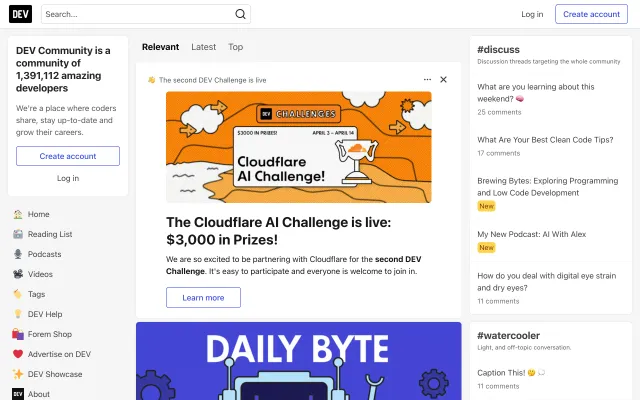 DEV
Search...
Log in
Create account
DEV Community is a
community of
1,391,112 amazing
developers
We're a place where coders
share, stay up-to-date and
grow their careers.
Create account
Log in
Home
Reading List
Podcasts
Videos
Tags
DEV Help
Forem Shop
Advertise on DEV
DEV Showcase
DEV
About
Relevant
Latest
Top
The second DEV Challenge is live
DEV
CHALLENGES
$3000 IN PRIZES!
APRIL 3 – APRIL 14
Cloudflare
AI Challenge!
The Cloudflare AI Challenge is live:
$3,000 in Prizes!
We are so excited to be partnering with Cloudflare for the second DEV
Challenge. It's easy to participate and everyone is welcome to join in.
Learn more
DAILY BYTE
#discuss
Discussion threads targeting the whole community
What are you learning about this
weekend? 🧠
25 comments
What Are Your Best Clean Code Tips?
17 comments
Brewing Bytes: Exploring Programming
and Low Code Development
New
My New Podcast: AI With Alex
New
How do you deal with digital eye strain
and dry eyes?
11 comments
#watercooler
Light, and off-topic conversation.
Caption This! 🤔 💭
11 comments